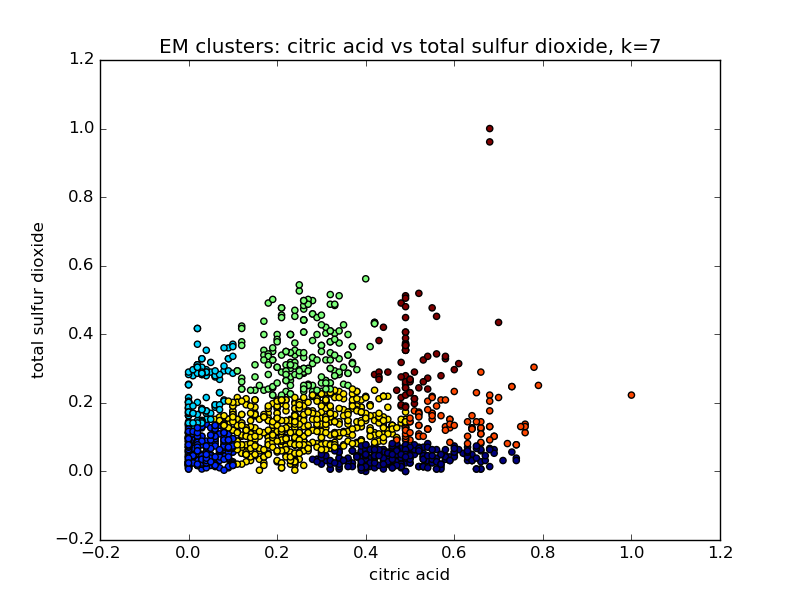 EM clusters: citric acid vs total sulfur dioxide, k=7
1.2
1.0
0.8
0.6
0.4
0.2
0.0
−0.2
total sulfur dioxide
−0.2 0.0 0.2 0.4 0.6 0.8 1.0 1.2
citric acid